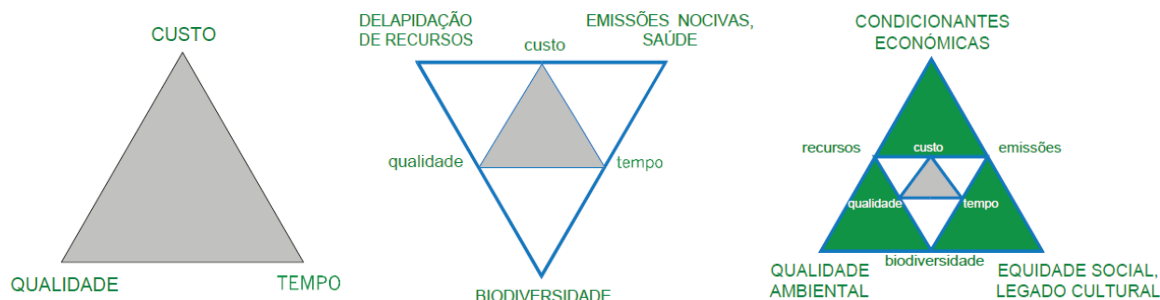 CUSTO
QUALIDADE
TEMPO
DELAPIDAÇÃO
DE RECURSOS
EMISSÕES NOCIVAS,
SAÚDE
custo
qualidade
tempo
BIODIVERSIDADE
CONDICIONANTES
ECONÓMICAS
recursos
custo
emissões
qualidade
tempo
biodiversidade
QUALIDADE
AMBIENTAL
EQUIDADE SOCIAL,
LEGADO CULTURAL